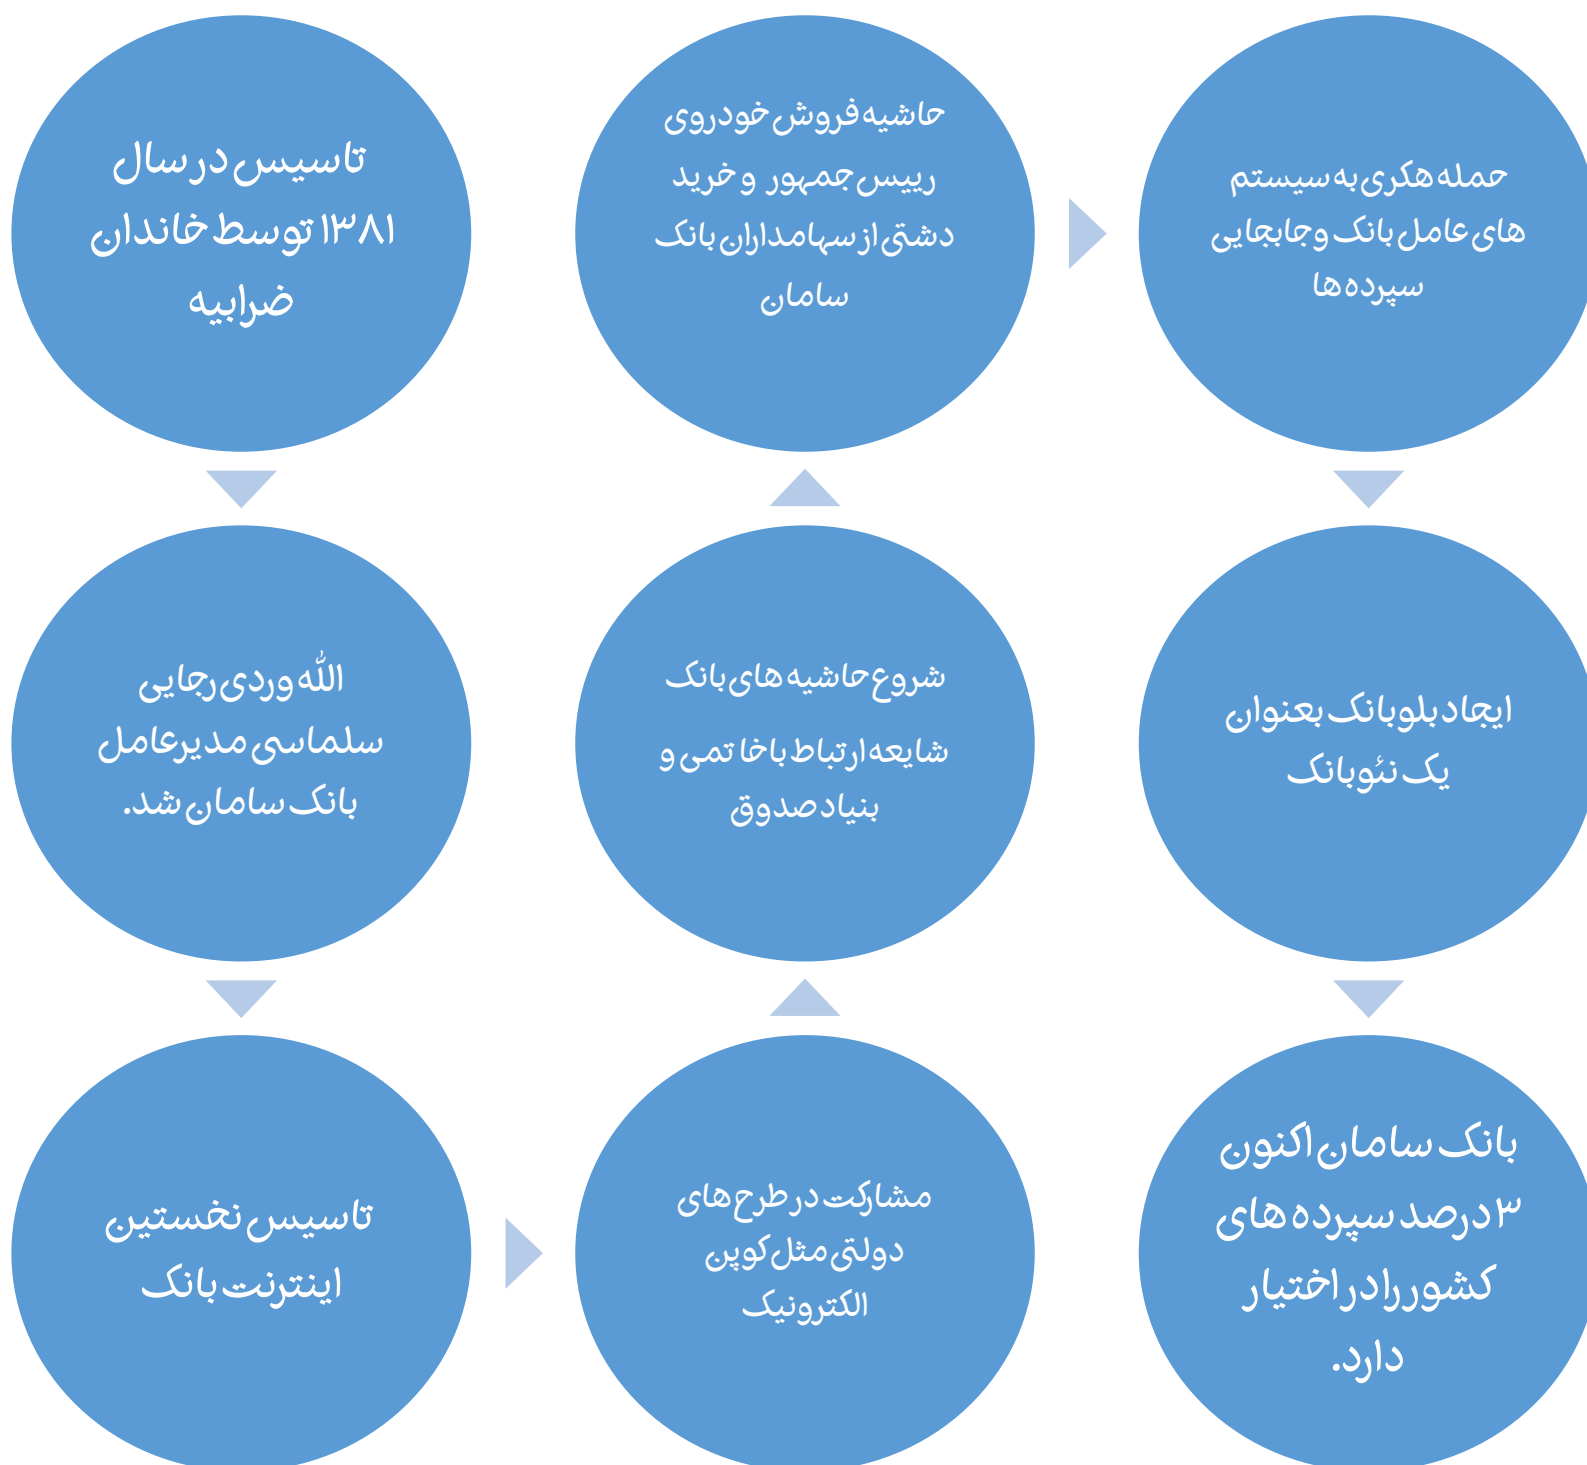 تاسیس در سال
۱۳۸۱ توسط خاندان
ضرابیه
الله وردی رجایی
سلماسی مدیرعامل
بانک سامان شد.
تاسیس نخستین
اینترنت بانک
مشارکت در طرح های
دولتی مثل کوپن
الکترونیک
شروع حاشیه های بانک
شایعه ارتباط با خاتمی و
بنیاد صدوق
حاشیه فروش خودروی
رییس جمهور و خرید
دشتی از سهامداران بانک
سامان
حمله هکری به سیستم
های عامل بانک و جابجایی
سپرده ها
ایجاد بلوبانک بعنوان
یک نئوبانک
بانک سامان اکنون
۳ درصد سپرده های
کشور را در اختیار
دارد.